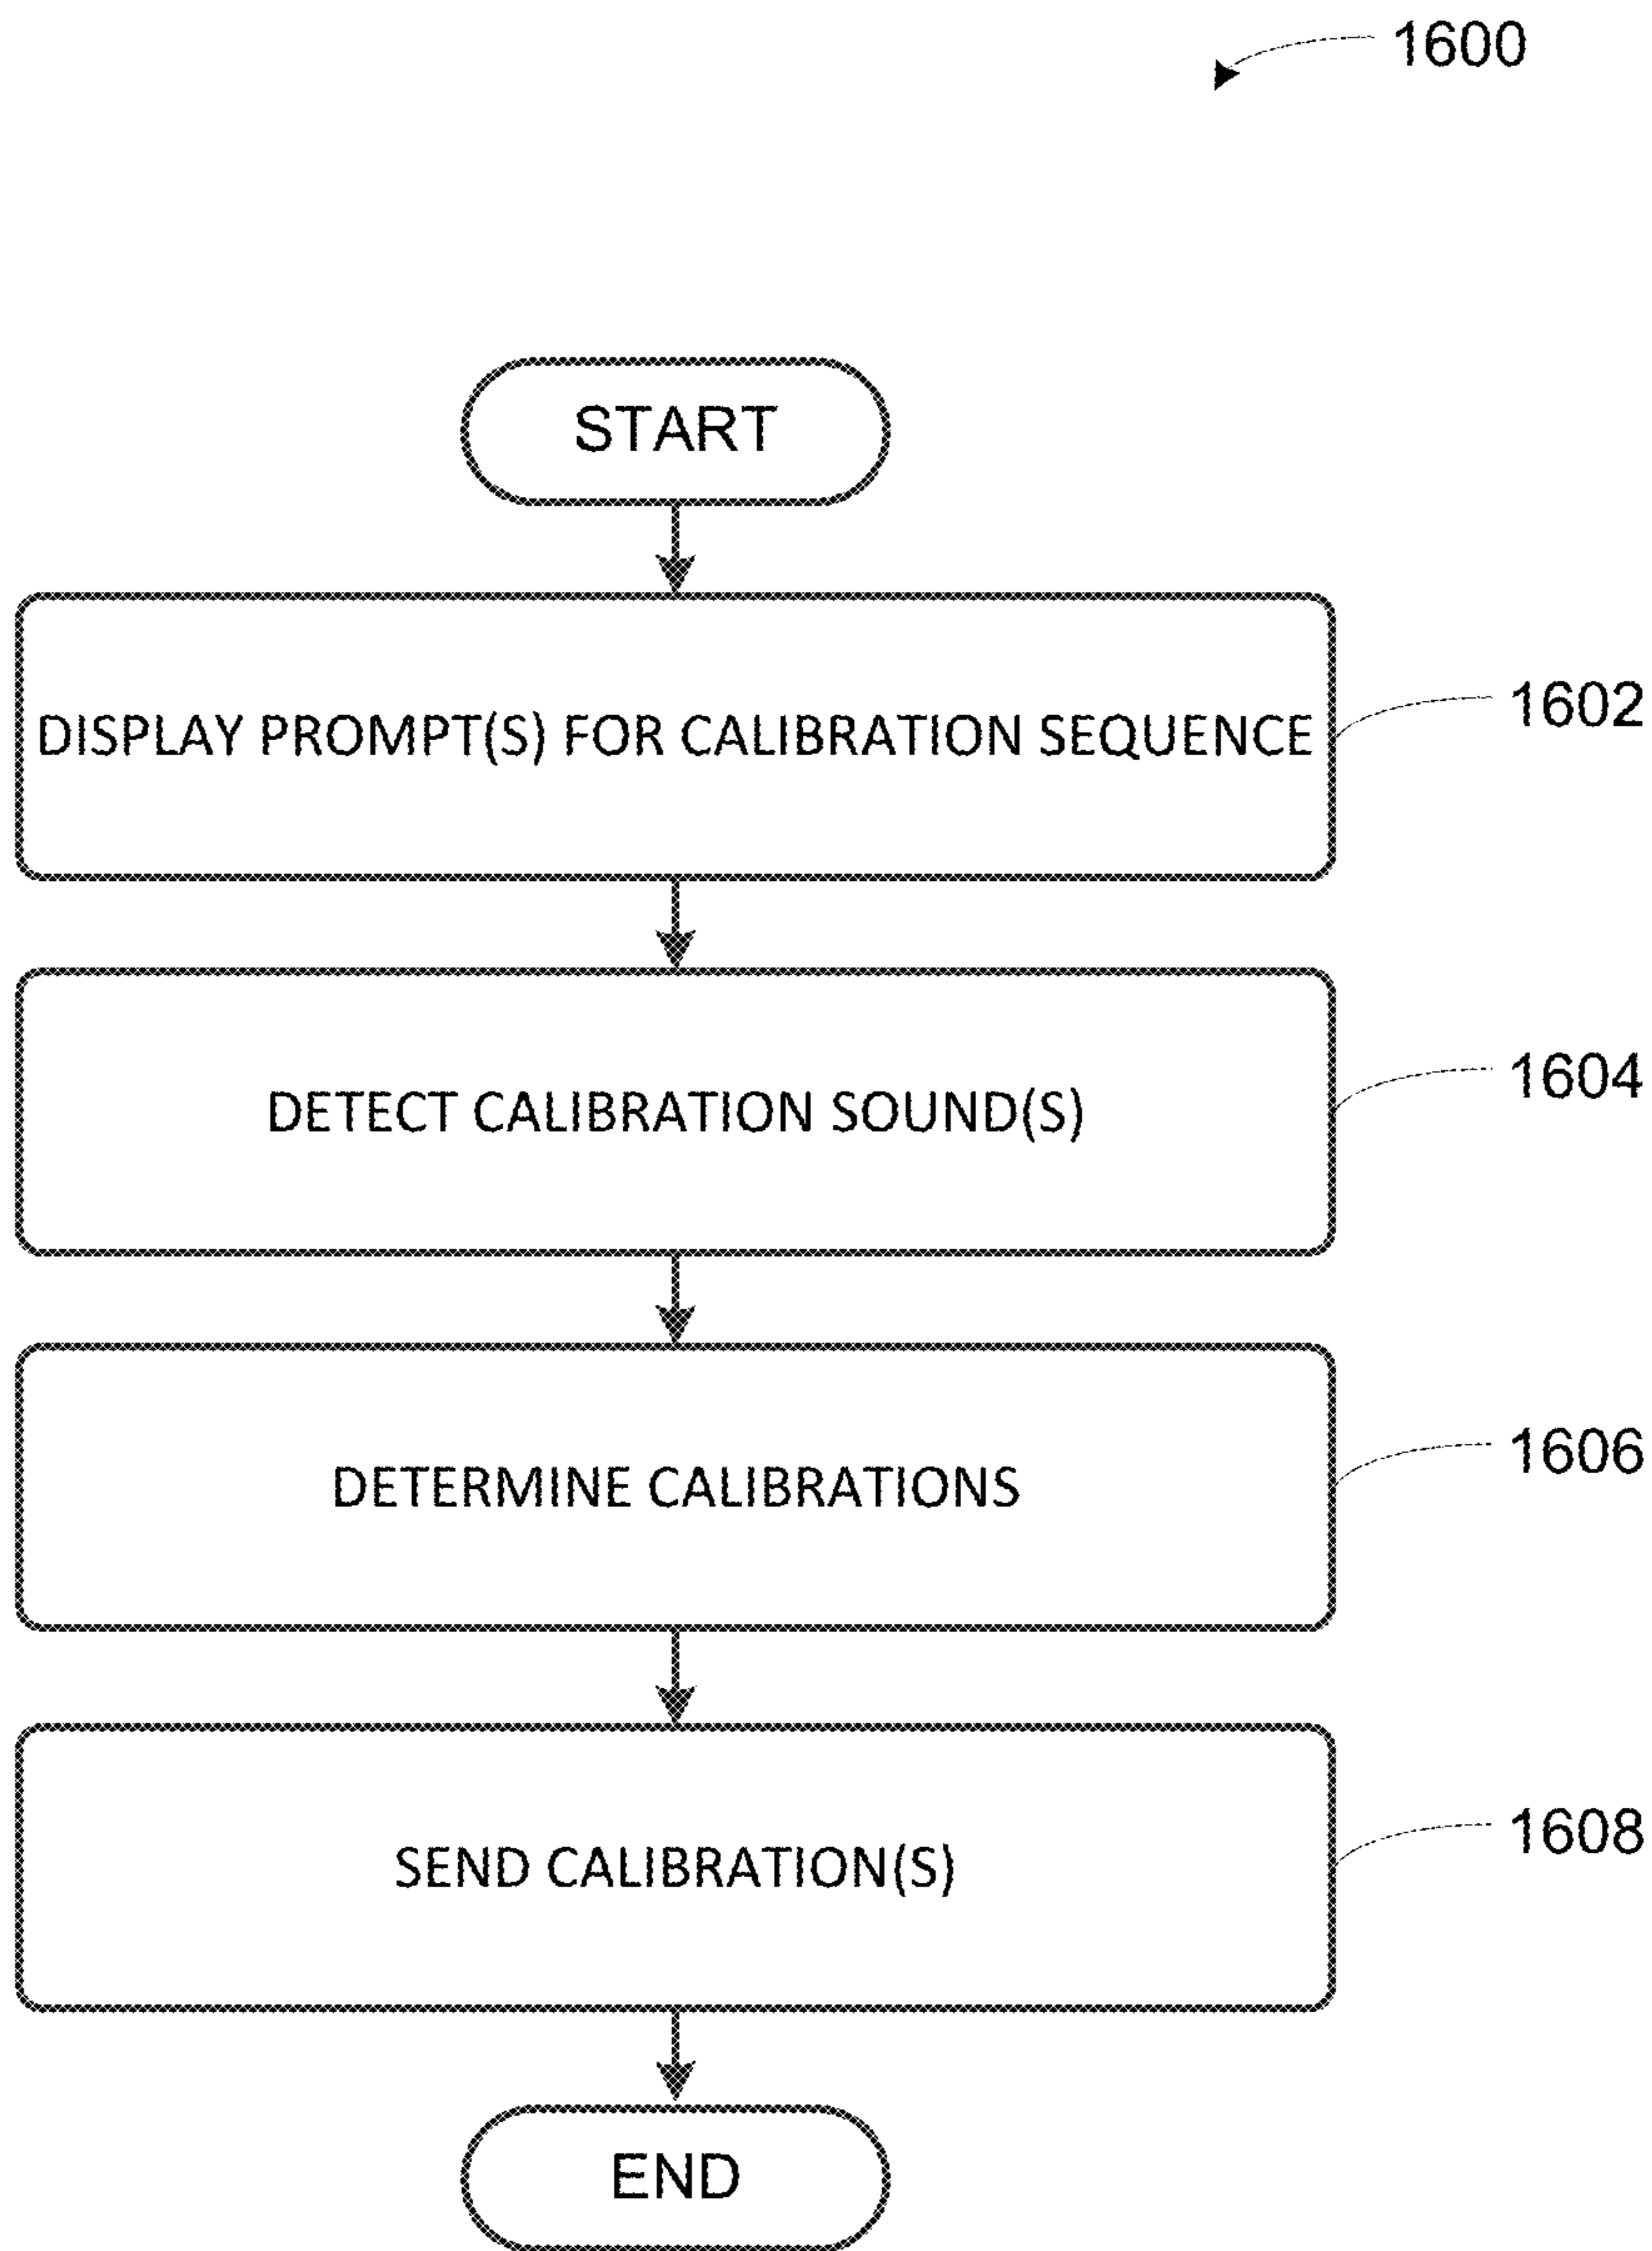 1600
START
DISPLAY PROMPT(S) FOR CALIBRATION SEQUENCE
1602
DETECT CALIBRATION SOUND(S)
1604
DETERMINE CALIBRATIONS
1606
SEND CALIBRATION(S)
1608
END